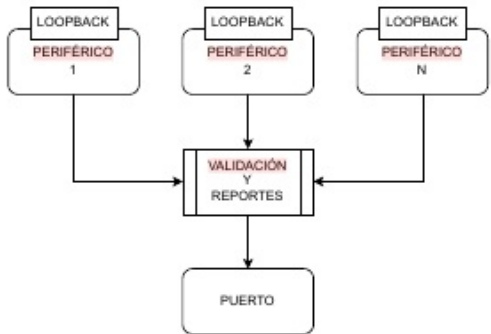 LOOPBACK
PERIFÉRICO
1
LOOPBACK
PERIFÉRICO
2
LOOPBACK
PERIFÉRICO
N
VALIDACIÓN
Y
REPORTES
PUERTO